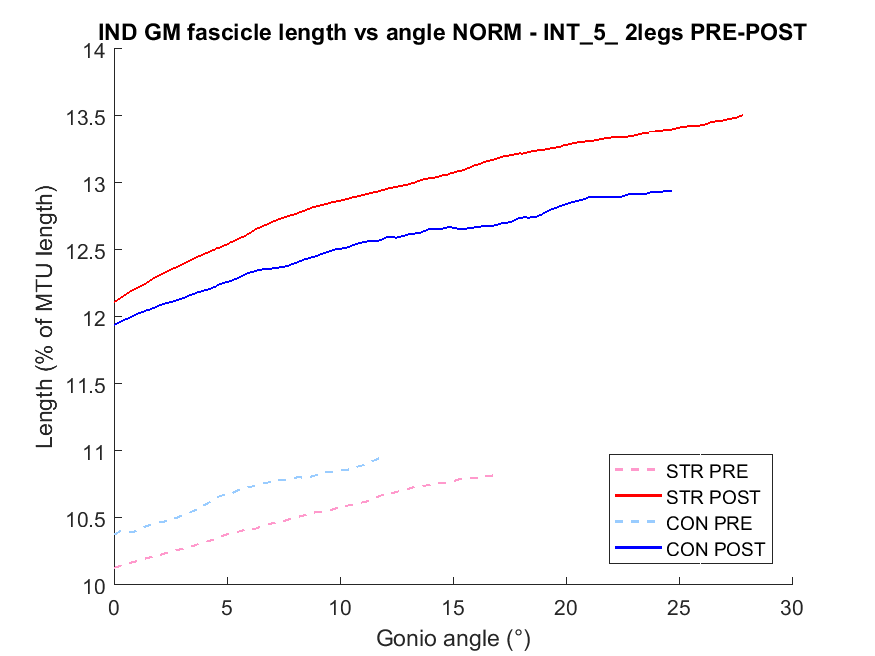 IND GM fascicle length vs angle NORM - INT_5_ 2legs PRE-POST
14
13.5
13
12.5
12
11.5
11
10.5
10
Length (% of MTU length)
0
5
10
15
20
25
30
Gonio angle (°)
STR PRE
STR POST
CON PRE
CON POST